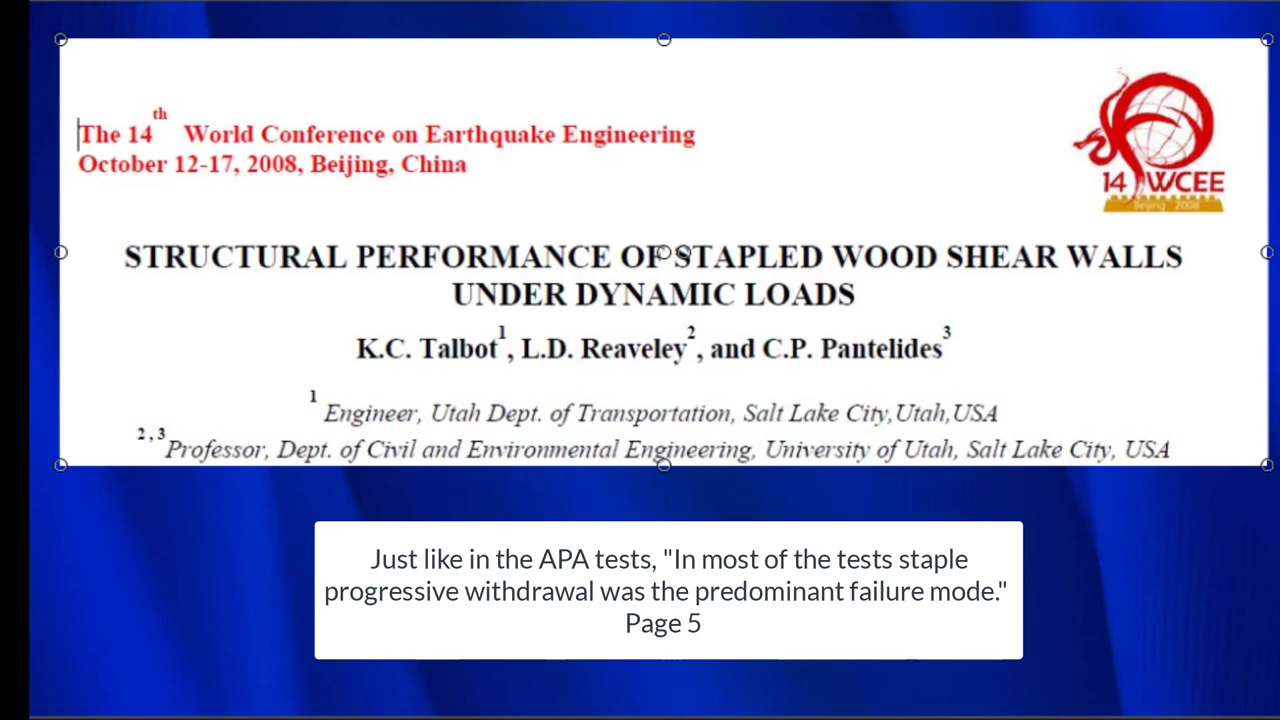 The 14th World Conference on Earthquake Engineering
October 12-17, 2008, Beijing, China
14 WCEE
Beijing 2008
STRUCTURAL PERFORMANCE OF STAPLED WOOD SHEAR WALLS
UNDER DYNAMIC LOADS
K.C. Talbot1, L.D. Reaveley2, and C.P. Pantelides3
1 Engineer, Utah Dept. of Transportation, Salt Lake City,Utah,USA
2,3 Professor, Dept. of Civil and Environmental Engineering, University of Utah, Salt Lake City, USA
Just like in the APA tests, "In most of the tests staple
progressive withdrawal was the predominant failure mode."
Page 5